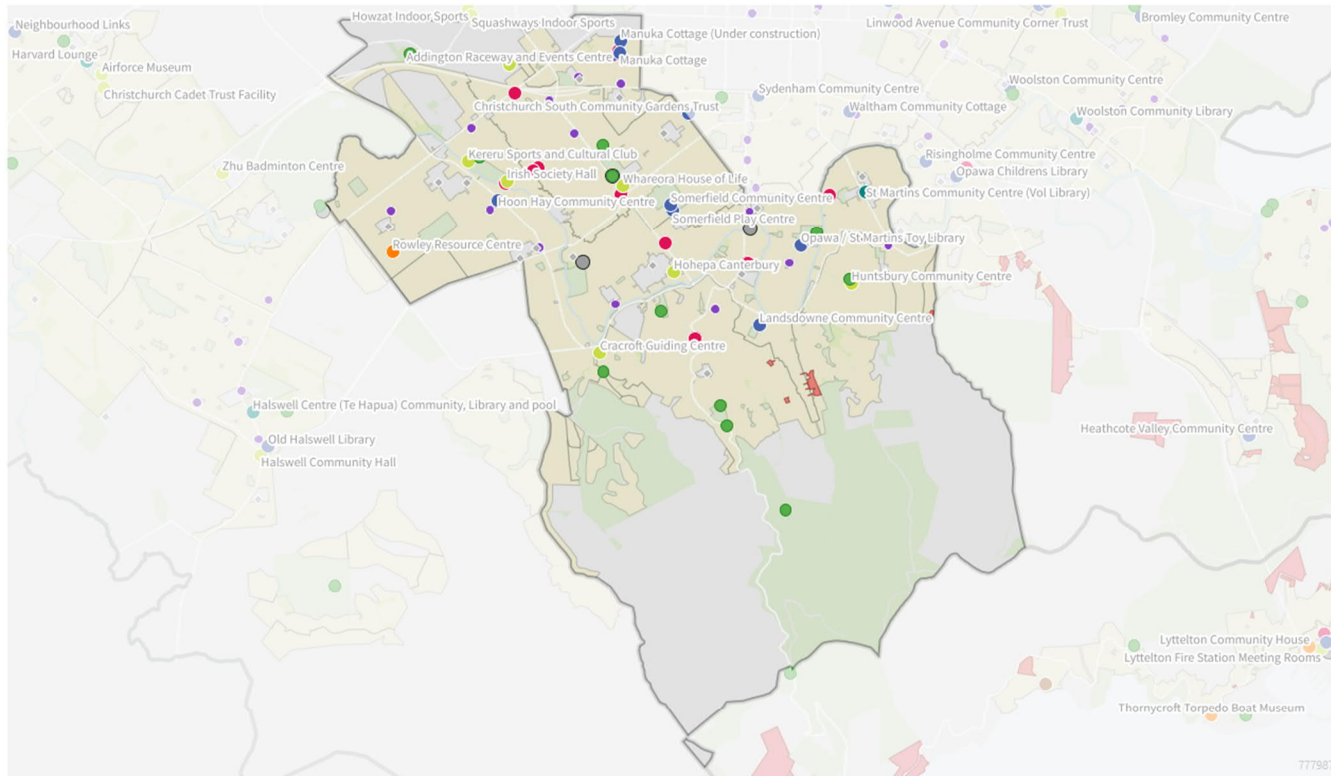 Howzat Indoor Sports
Squashways Indoor Sports
Linwood Avenue Community Corner Trust
Bromley Community Centre
Neighbourhood Links
Manuka Cottage (Under construction)
Harvard Lounge
Addington Raceway and Events Centre
Manuka Cottage
Airforce Museum
Woolston Community Centre
Christchurch Cadet Trust Facility
Sydenham Community Centre
Christchurch South Community Gardens Trust
Waltham Community Cottage
Woolston Community Library
Kereru Sports and Cultural Club
Risingholme Community Centre
Zhu Badminton Centre
Irish Society Hall
Whareora House of Life
Opawa Childrens Library
Hoon Hay Community Centre
Somerfield Community Centre
St Martins Community Centre (Vol Library)
Somerfield Play Centre
Rowley Resource Centre
Opawa // St Martins Toy Library
Hohepa Canterbury
Huntsbury Community Centre
Landsdowne Community Centre
Cracroft Guiding Centre
Halswell Centre (Te Hapua) Community, Library and pool
Heathcote Valley Community Centre
Old Halswell Library
Halswell Community Hall
Lyttelton Community House
Lyttelton Fire Station Meeting Rooms
Thornycroft Torpedo Boat Museum